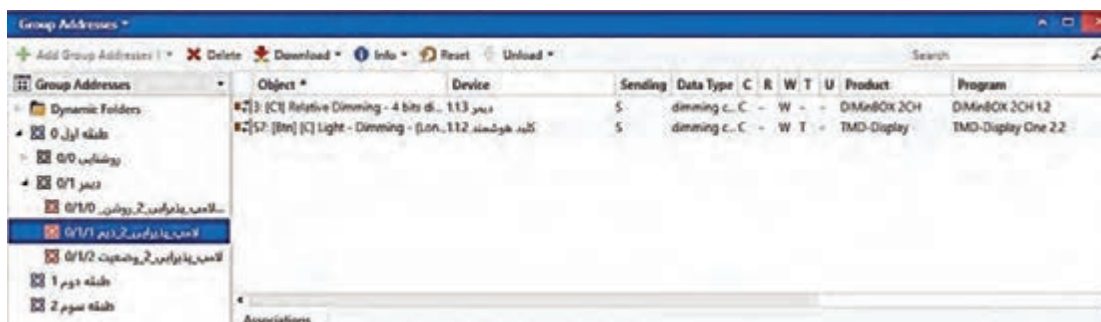 Group Addresses
Add Group Addresses Delete Download Info Reset Unload Search
Group Addresses Object Device Sending Data Type C R W T U Product Program
Dynamic Folders 3: [C1] Relative Dimming - 4 bits di... 1.1.3 دیمر S dimming c.. C - W - - DIMinBOX 2CH DIMinBOX 2CH 1.2
0 طبقه اول 57: [Btn] [C] Light - Dimming - (Lon.. 1.1.2 کلید هوشمند S dimming c.. C - W T - TMD-Display TMD-Display One 2.2
0/0 روشنایی
0/1 دیمر
0/1/0 لامپ_پذیرایی_2_روشن_...
0/1/1 لامپ_پذیرایی_2_دیم
0/1/2 لامپ_پذیرایی_2_وضعیت
1 طبقه دوم
2 طبقه سوم
Associations